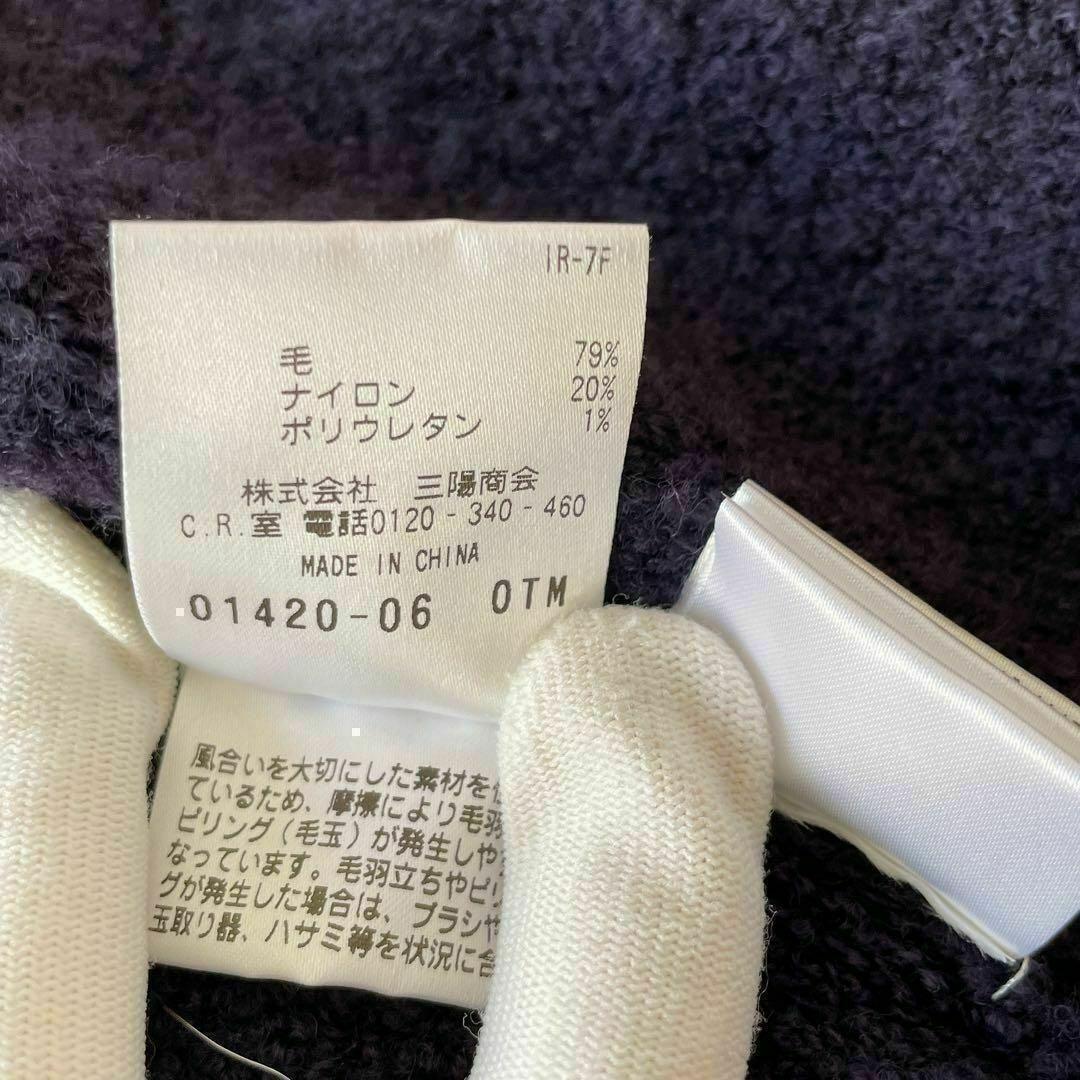 IR-7F
毛 79%
ナイロン 20%
ポリウレタン 1%
株式会社 三陽商会
C.R.室 電話0120-340-460
MADE IN CHINA
01420-06 OTM
風合いを大切にした素材を
ているため、摩擦により毛羽
ピリング(毛玉)が発生しや
なっています。毛羽立ちやピリ
グが発生した場合は、ブラシや
玉取り器、ハサミ等を状況に合